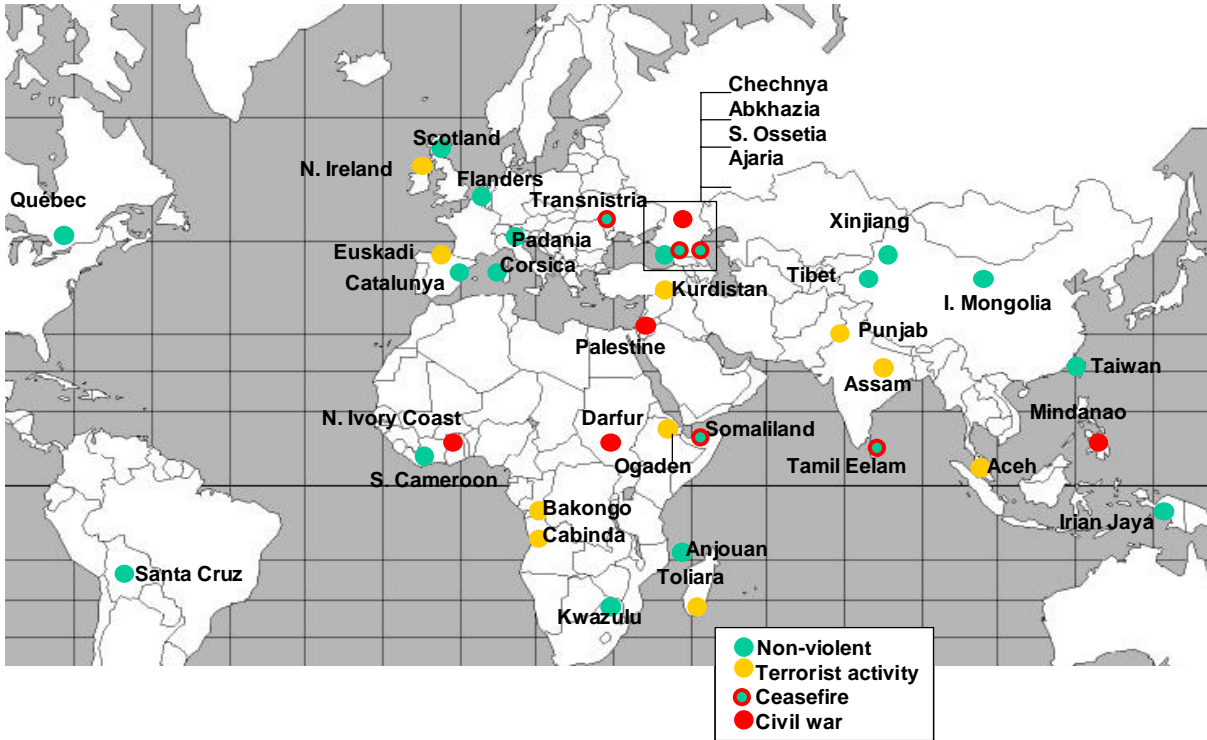 Chechnya
Abkhazia
S. Ossetia
Ajaria
Scotland
N. Ireland
Flanders
Québec
Transnistria
Xinjiang
Padania
Euskadi
Corsica
Catalunya
Tibet
Kurdistan
I. Mongolia
Punjab
Palestine
Taiwan
Assam
N. Ivory Coast
Darfur
Mindanao
Somaliland
Ogaden
Tamil Eelam
Aceh
S. Cameroon
Bakongo
Irian Jaya
Cabinda
Anjouan
Santa Cruz
Toliara
Kwazulu
Non-violent
Terrorist activity
Ceasefire
Civil war